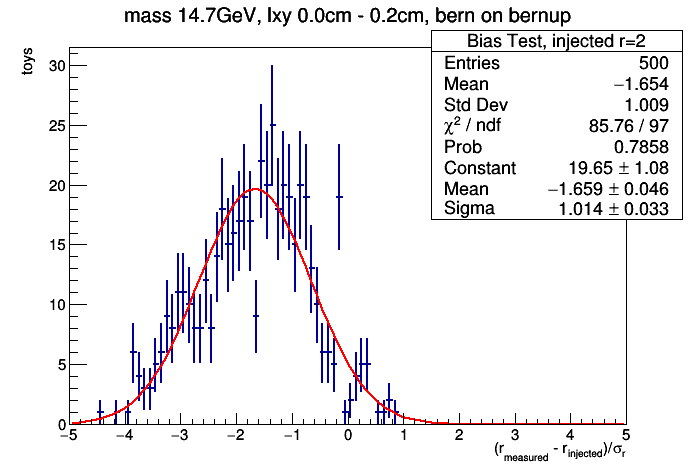 mass 14.7GeV, lxy 0.0cm - 0.2cm, bern on bernup
Bias Test, injected r=2
Entries 500
Mean −1.654
Std Dev 1.009
χ² / ndf 85.76 / 97
Prob 0.7858
Constant 19.65 ± 1.08
Mean −1.659 ± 0.046
Sigma 1.014 ± 0.033
toys
30
25
20
15
10
5
0
−5 −4 −3 −2 −1 0 1 2 3 4 5
(r_measured - r_injected)/σ_r